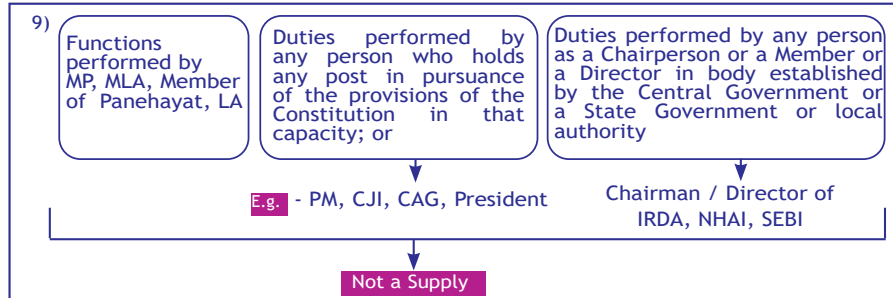 9)
Functions
performed by
MP, MLA, Member
of Panehayat, LA
Duties performed by
any person who holds
any post in pursuance
of the provisions of the
Constitution in that
capacity; or
Duties performed by any person
as a Chairperson or a Member or
a Director in body established
by the Central Government or
a State Government or local
authority
E.g. - PM, CJI, CAG, President
Chairman / Director of
IRDA, NHAI, SEBI
Not a Supply